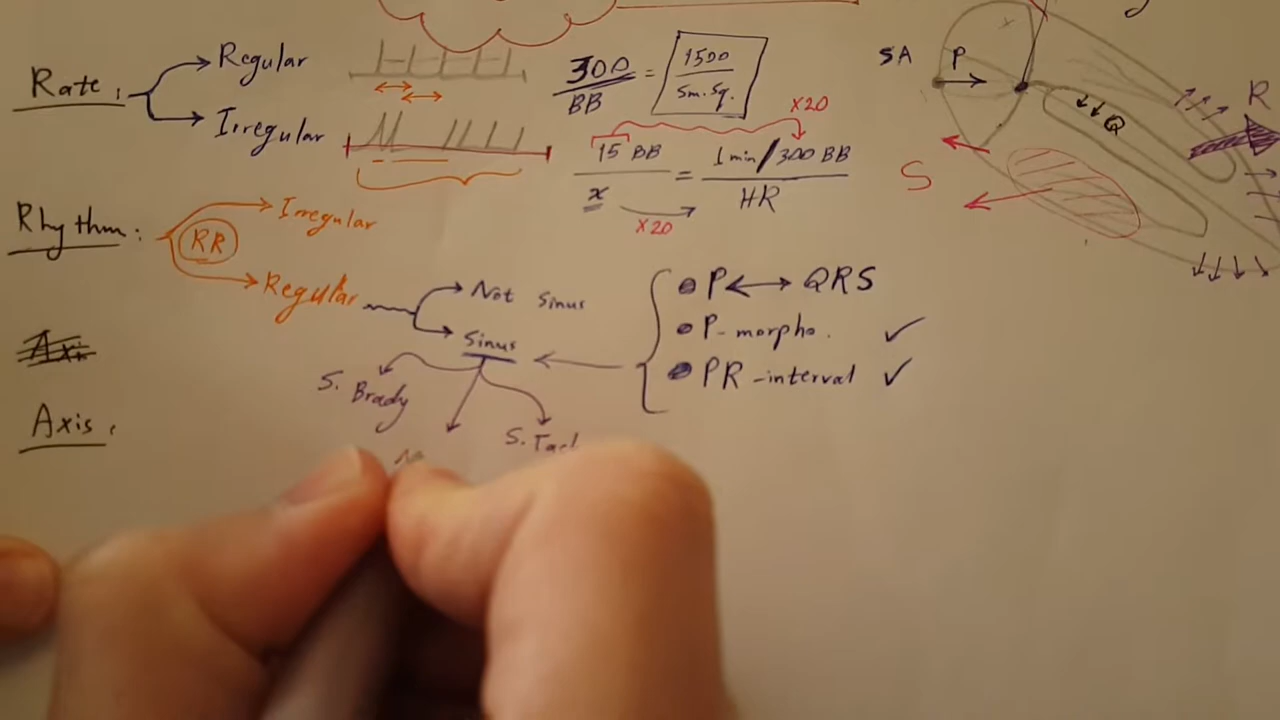 Rate :
Regular
Irregular
300 / BB = 1500 / Sm. Sq.
x20
15 BB / x = 1 min / 300 BB / HR
x20
SA P
Q
R
S
Rhythm :
RR
Irregular
Regular
Not Sinus
Sinus
P ↔ QRS
P-morpho. ✓
PR-interval ✓
S. Brady
S. Tach
Axi
Axis :